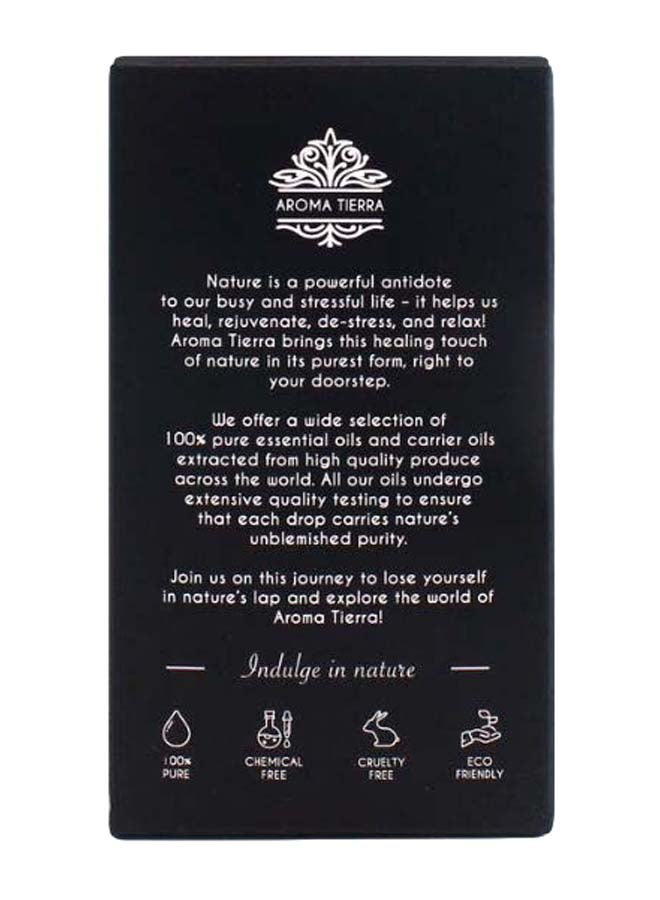 AROMA TIERRA
Nature is a powerful antidote
to our busy and stressful life – it helps us
heal, rejuvenate, de-stress, and relax!
Aroma Tierra brings this healing touch
of nature in its purest form, right to
your doorstep.
We offer a wide selection of
100% pure essential oils and carrier oils
extracted from high quality produce
across the world. All our oils undergo
extensive quality testing to ensure
that each drop carries nature's
unblemished purity.
Join us on this journey to lose yourself
in nature's lap and explore the world of
Aroma Tierra!
Indulge in nature
100%
PURE
CHEMICAL
FREE
CRUELTY
FREE
ECO
FRIENDLY